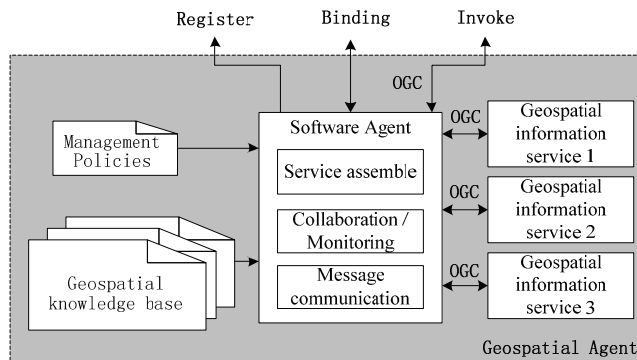 Register
Binding
Invoke
OGC
Management
Policies
Geospatial
knowledge base
Software Agent
Service assemble
Collaboration /
Monitoring
Message
communication
OGC
Geospatial
information
service 1
OGC
Geospatial
information
service 2
OGC
Geospatial
information
service 3
Geospatial Agent